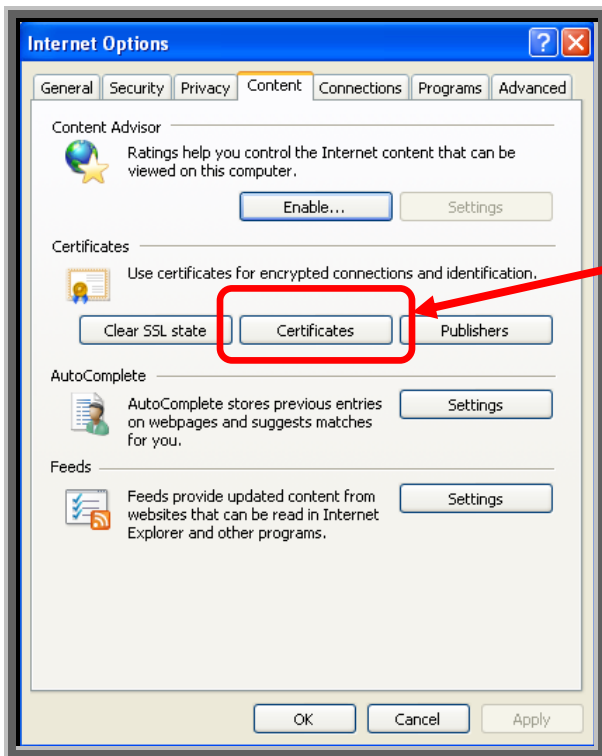 Internet Options
General Security Privacy Content Connections Programs Advanced
Content Advisor
Ratings help you control the Internet content that can be
viewed on this computer.
Enable... Settings
Certificates
Use certificates for encrypted connections and identification.
Clear SSL state Certificates Publishers
AutoComplete
AutoComplete stores previous entries Settings
on webpages and suggests matches
for you.
Feeds
Feeds provide updated content from Settings
websites that can be read in Internet
Explorer and other programs.
OK Cancel Apply